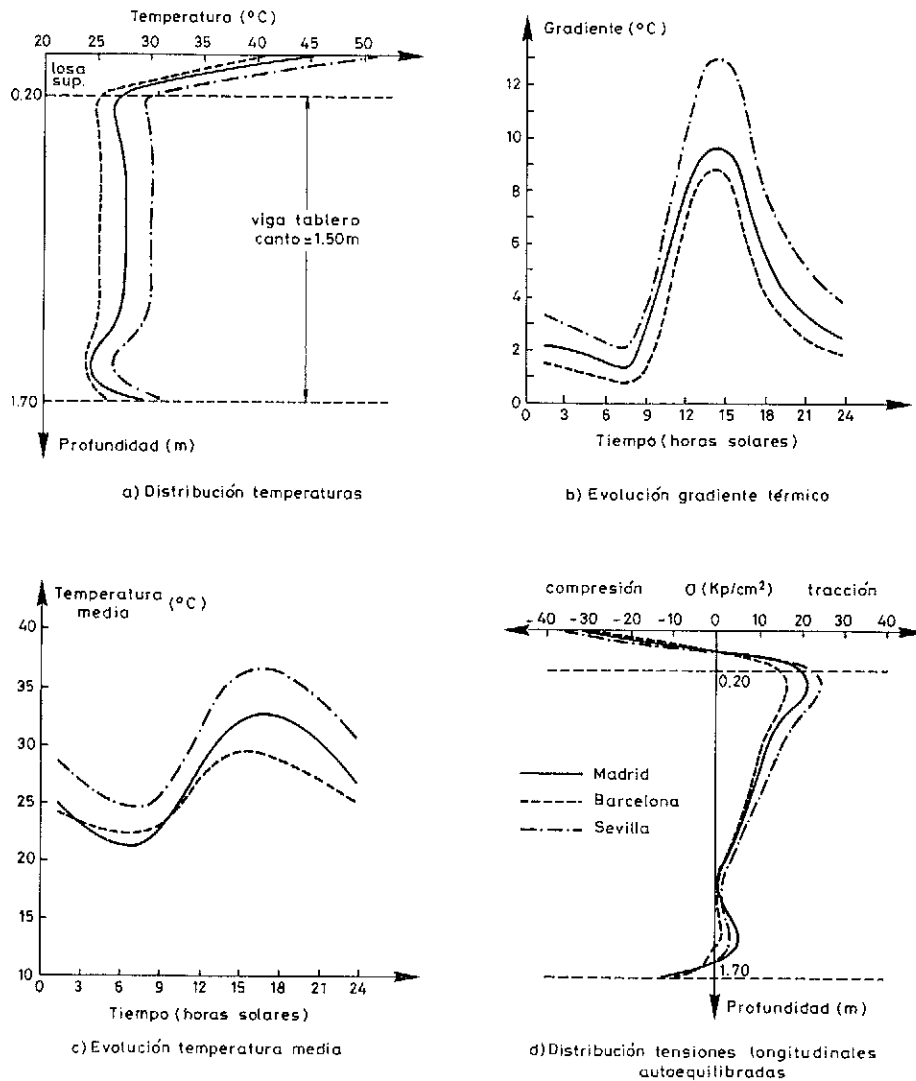 Temperatura (ºC)
20 25 30 35 40 45 50
losa
sup.
0.20
viga tablero
canto=1.50m
1.70
Profundidad (m)
a) Distribución temperaturas
Gradiente (ºC)
12
10
8
6
4
2
0
0 3 6 9 12 15 18 21 24
Tiempo (horas solares)
b) Evolución gradiente térmico
Temperatura
media (ºC)
40
35
30
25
20
15
10
0 3 6 9 12 15 18 21 24
Tiempo (horas solares)
c) Evolución temperatura media
compresión σ (Kp/cm²) tracción
-40 -30 -20 -10 0 10 20 30 40
0.20
Madrid
Barcelona
Sevilla
1.70
Profundidad (m)
d) Distribución tensiones longitudinales
autoequilibradas